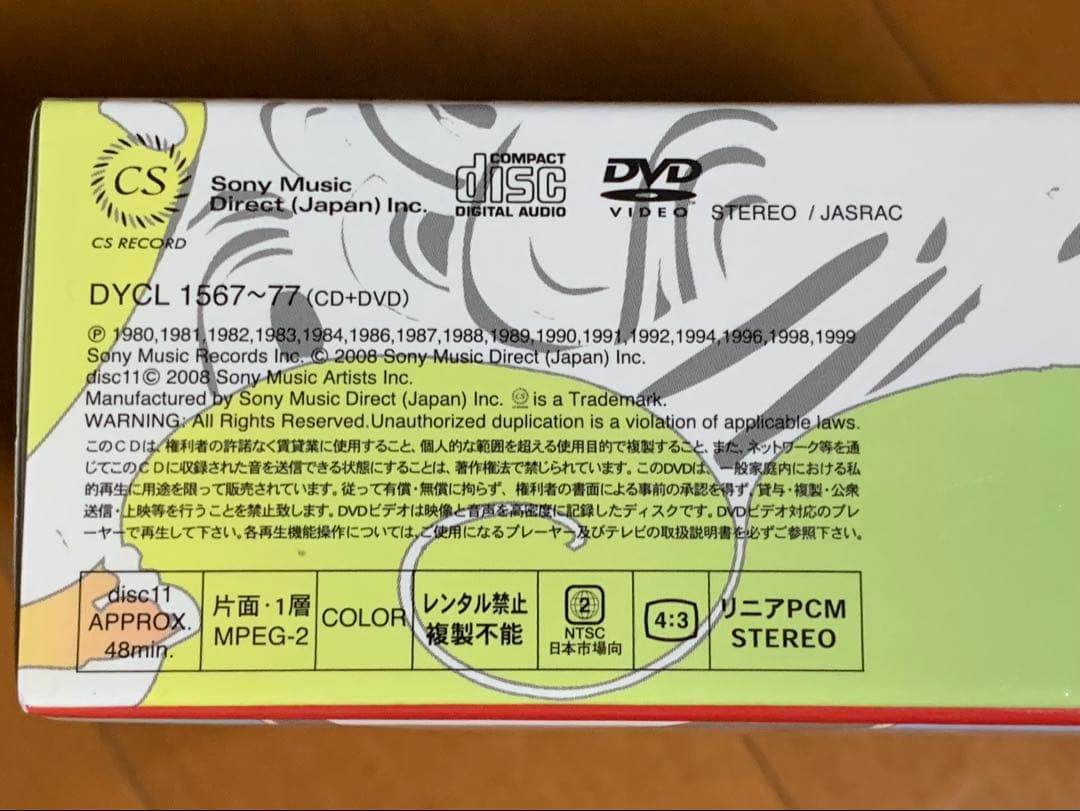 CS
CS RECORD
Sony Music
Direct (Japan) Inc.
COMPACT
disc
DIGITAL AUDIO
DVD
VIDEO
STEREO / JASRAC
DYCL 1567~77 (CD+DVD)
Ⓟ 1980,1981,1982,1983,1984,1986,1987,1988,1989,1990,1991,1992,1994,1996,1998,1999
Sony Music Records Inc. © 2008 Sony Music Direct (Japan) Inc.
disc11© 2008 Sony Music Artists Inc.
Manufactured by Sony Music Direct (Japan) Inc. CS is a Trademark.
WARNING: All Rights Reserved.Unauthorized duplication is a violation of applicable laws.
このCDは、権利者の許諾なく賃貸業に使用すること、個人的な範囲を超える使用目的で複製すること、また、ネットワーク等を通
じてこのCDに収録された音を送信できる状態にすることは、著作権法で禁じられています。このDVDは、一般家庭内における私
的再生に用途を限って販売されています。従って有償・無償に拘らず、権利者の書面による事前の承認を得ず、貸与・複製・公衆
送信・上映等を行うことを禁止致します。DVDビデオは映像と音声を高密度に記録したディスクです。DVDビデオ対応のプレ
ーヤーで再生して下さい。各再生機能操作については、ご使用になるプレーヤー及びテレビの取扱説明書を必ずご参照下さい。
disc11
APPROX.
48min.
片面・1層
MPEG-2
COLOR
レンタル禁止
複製不能
2
NTSC
日本市場向
4:3
リニアPCM
STEREO